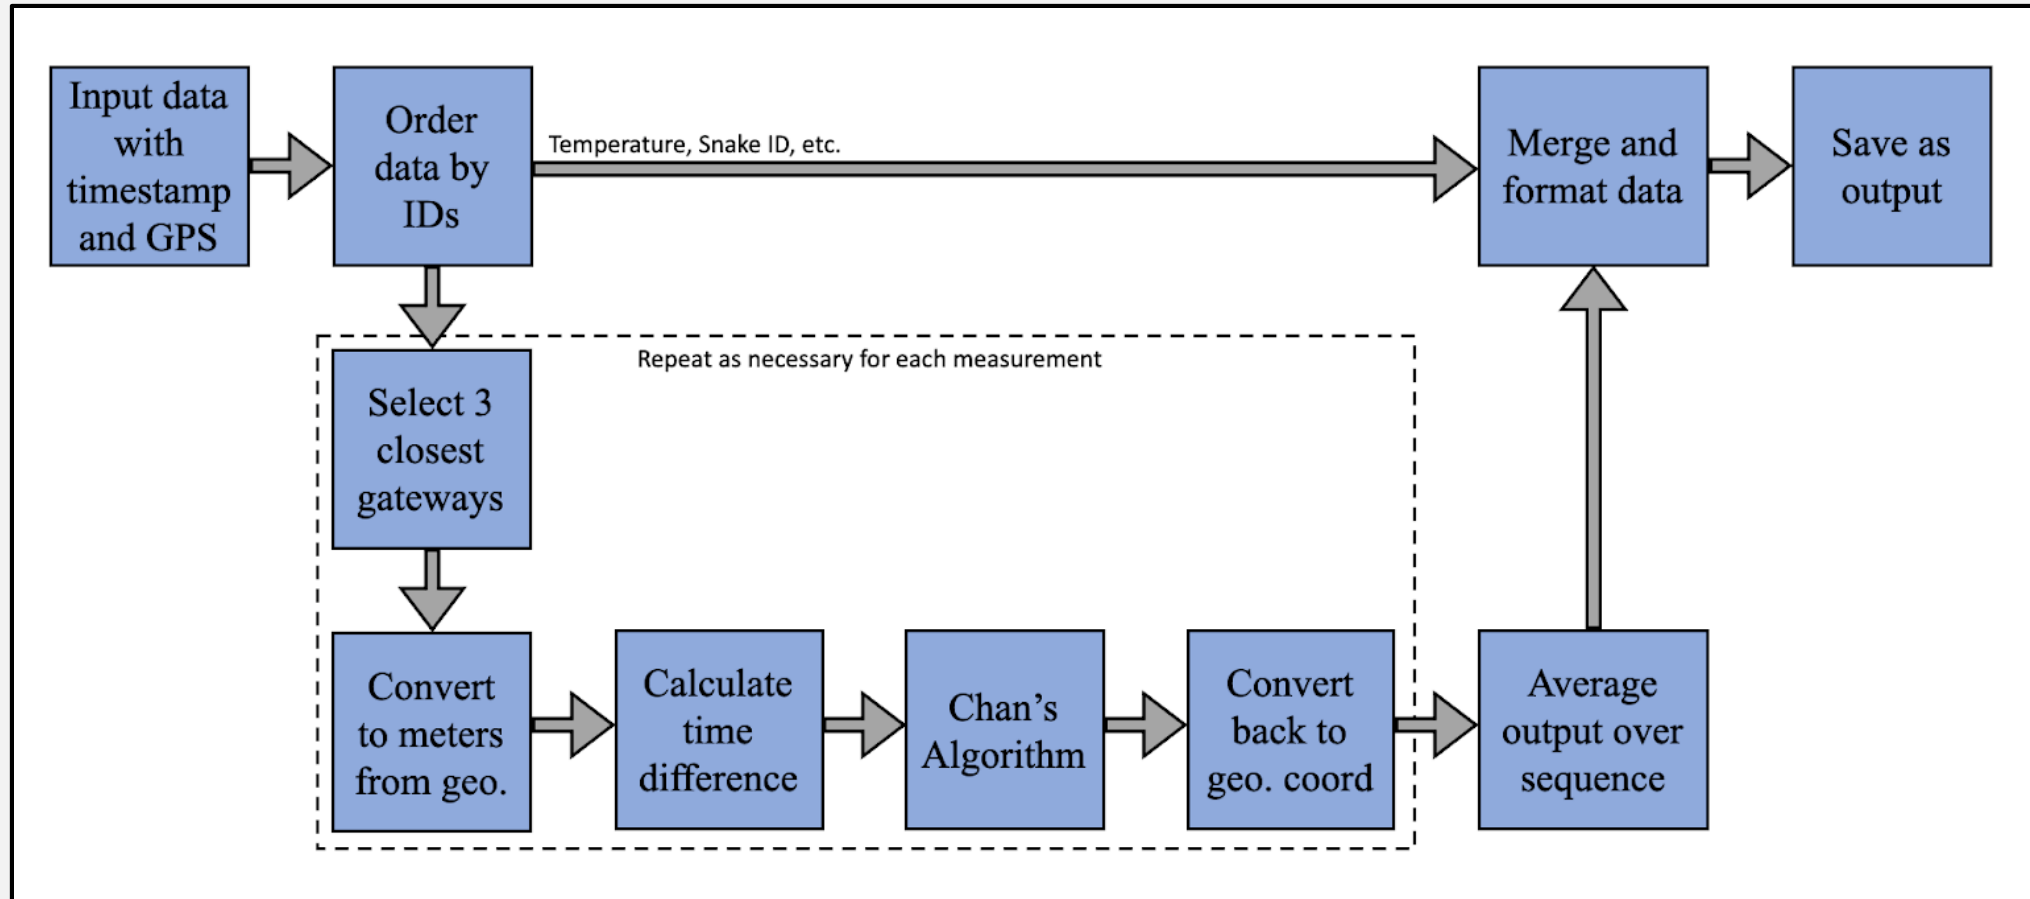 Input data
with
timestamp
and GPS
Order
data by
IDs
Temperature, Snake ID, etc.
Merge and
format data
Save as
output
Repeat as necessary for each measurement
Select 3
closest
gateways
Convert
to meters
from geo.
Calculate
time
difference
Chan’s
Algorithm
Convert
back to
geo. coord
Average
output over
sequence